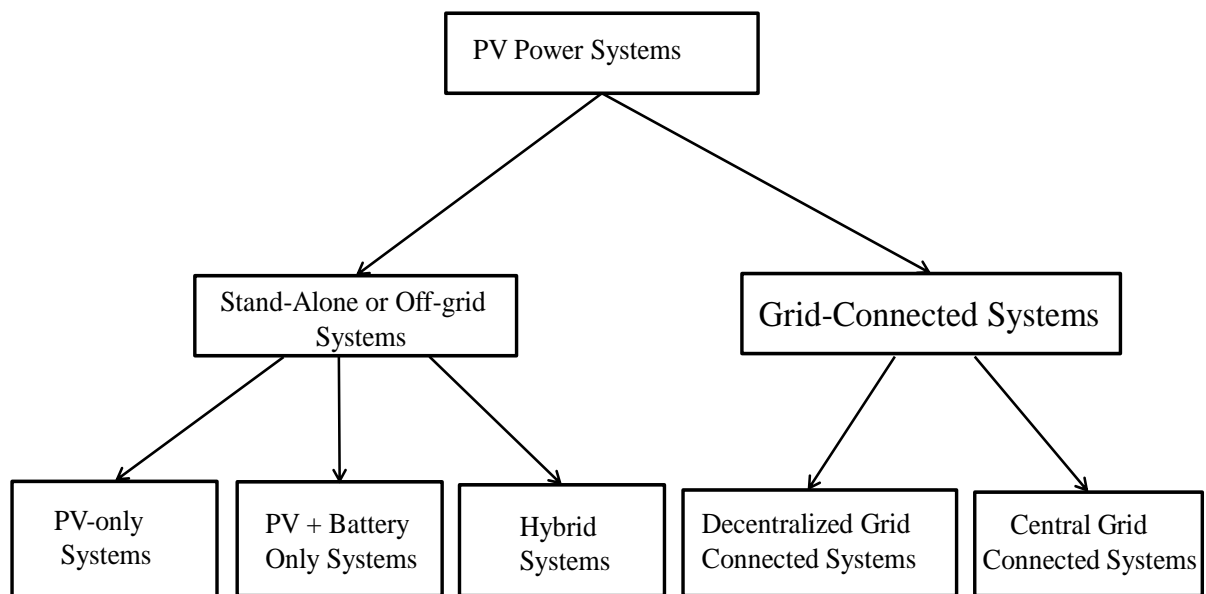 PV Power Systems
Stand-Alone or Off-grid
Systems
Grid-Connected Systems
PV-only
Systems
PV + Battery
Only Systems
Hybrid
Systems
Decentralized Grid
Connected Systems
Central Grid
Connected Systems